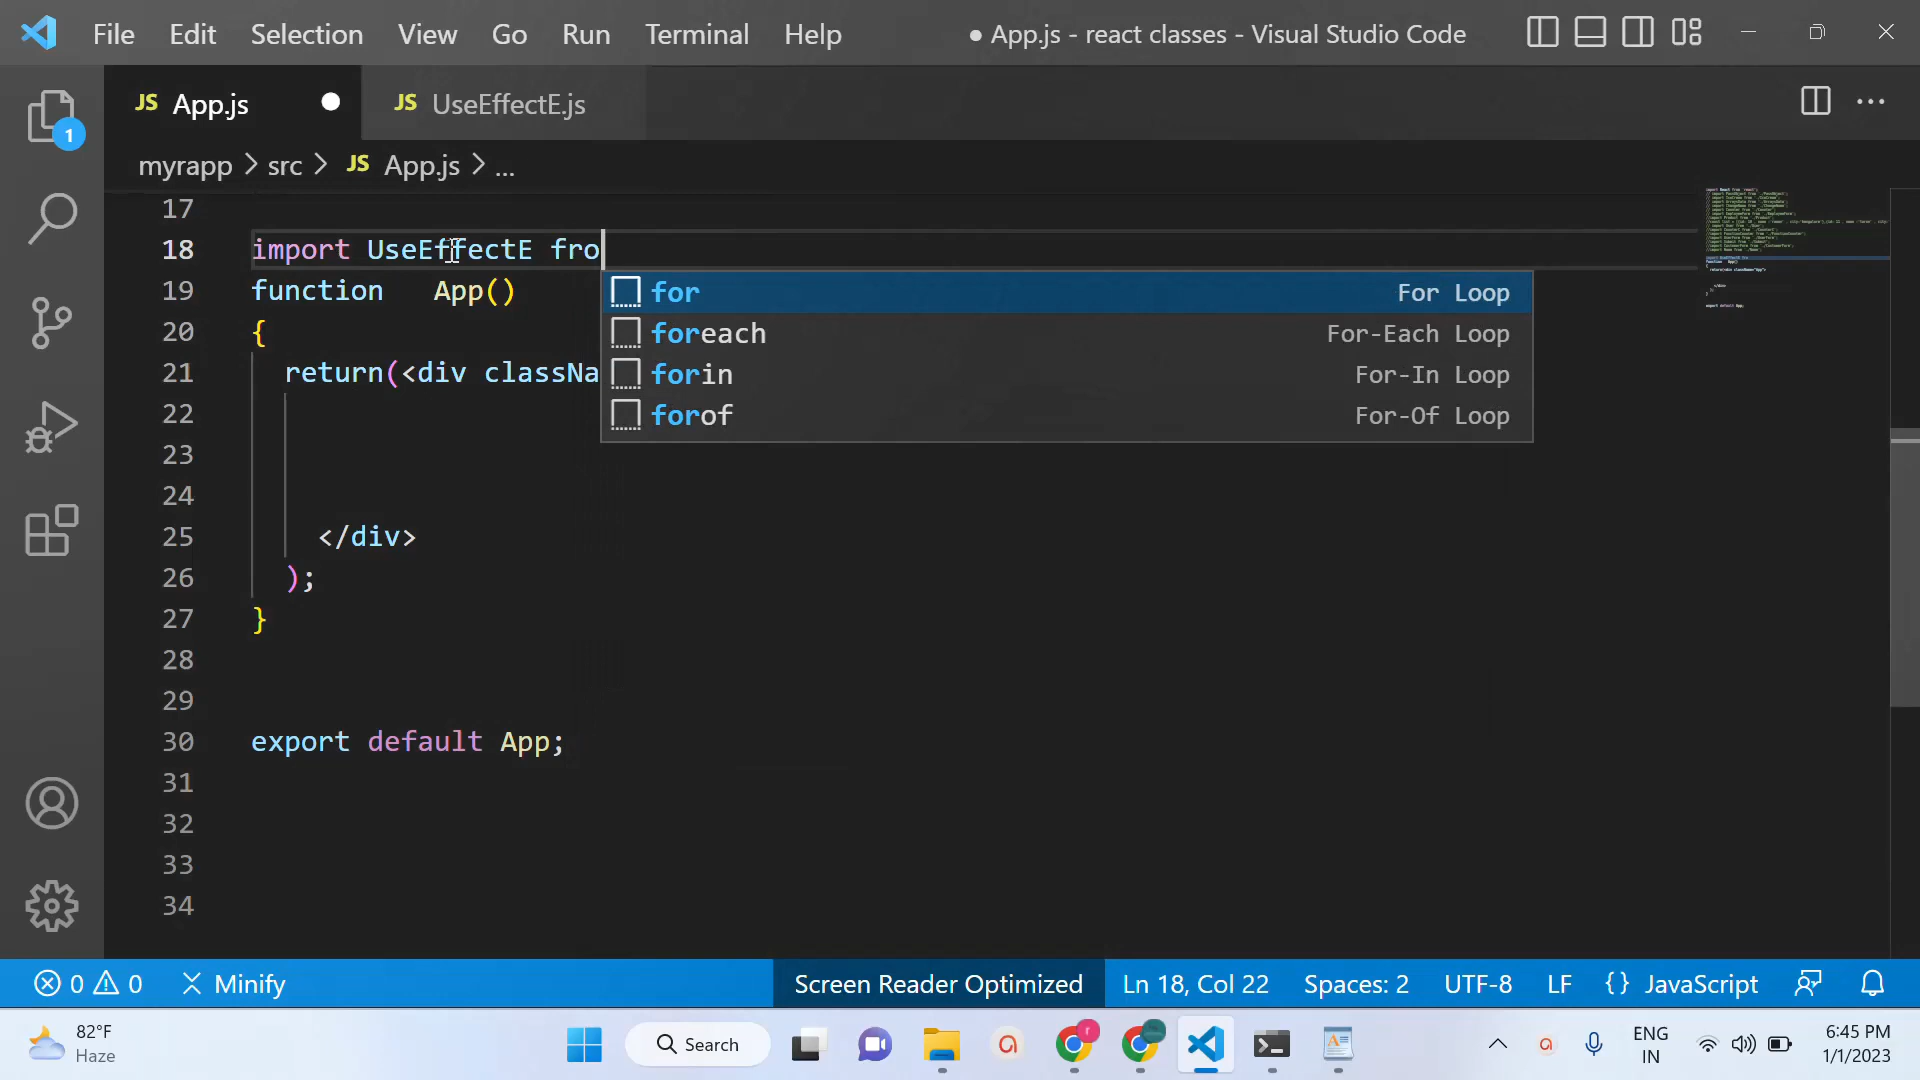 File Edit Selection View Go Run Terminal Help ● App.js - react classes - Visual Studio Code
JS App.js JS UseEffectE.js ...
1
myrapp > src > JS App.js > ...
17
18 import UseEffectE fro
19 function App()
20 {
21 return(<div classNa
22
23
24
25 </div>
26 );
27 }
28
29
30 export default App;
31
32
33
34
for For Loop
foreach For-Each Loop
forin For-In Loop
forof For-Of Loop
0 0 Minify Screen Reader Optimized Ln 18, Col 22 Spaces: 2 UTF-8 LF {} JavaScript
82°F
Haze
Search
ENG
IN
6:45 PM
1/1/2023